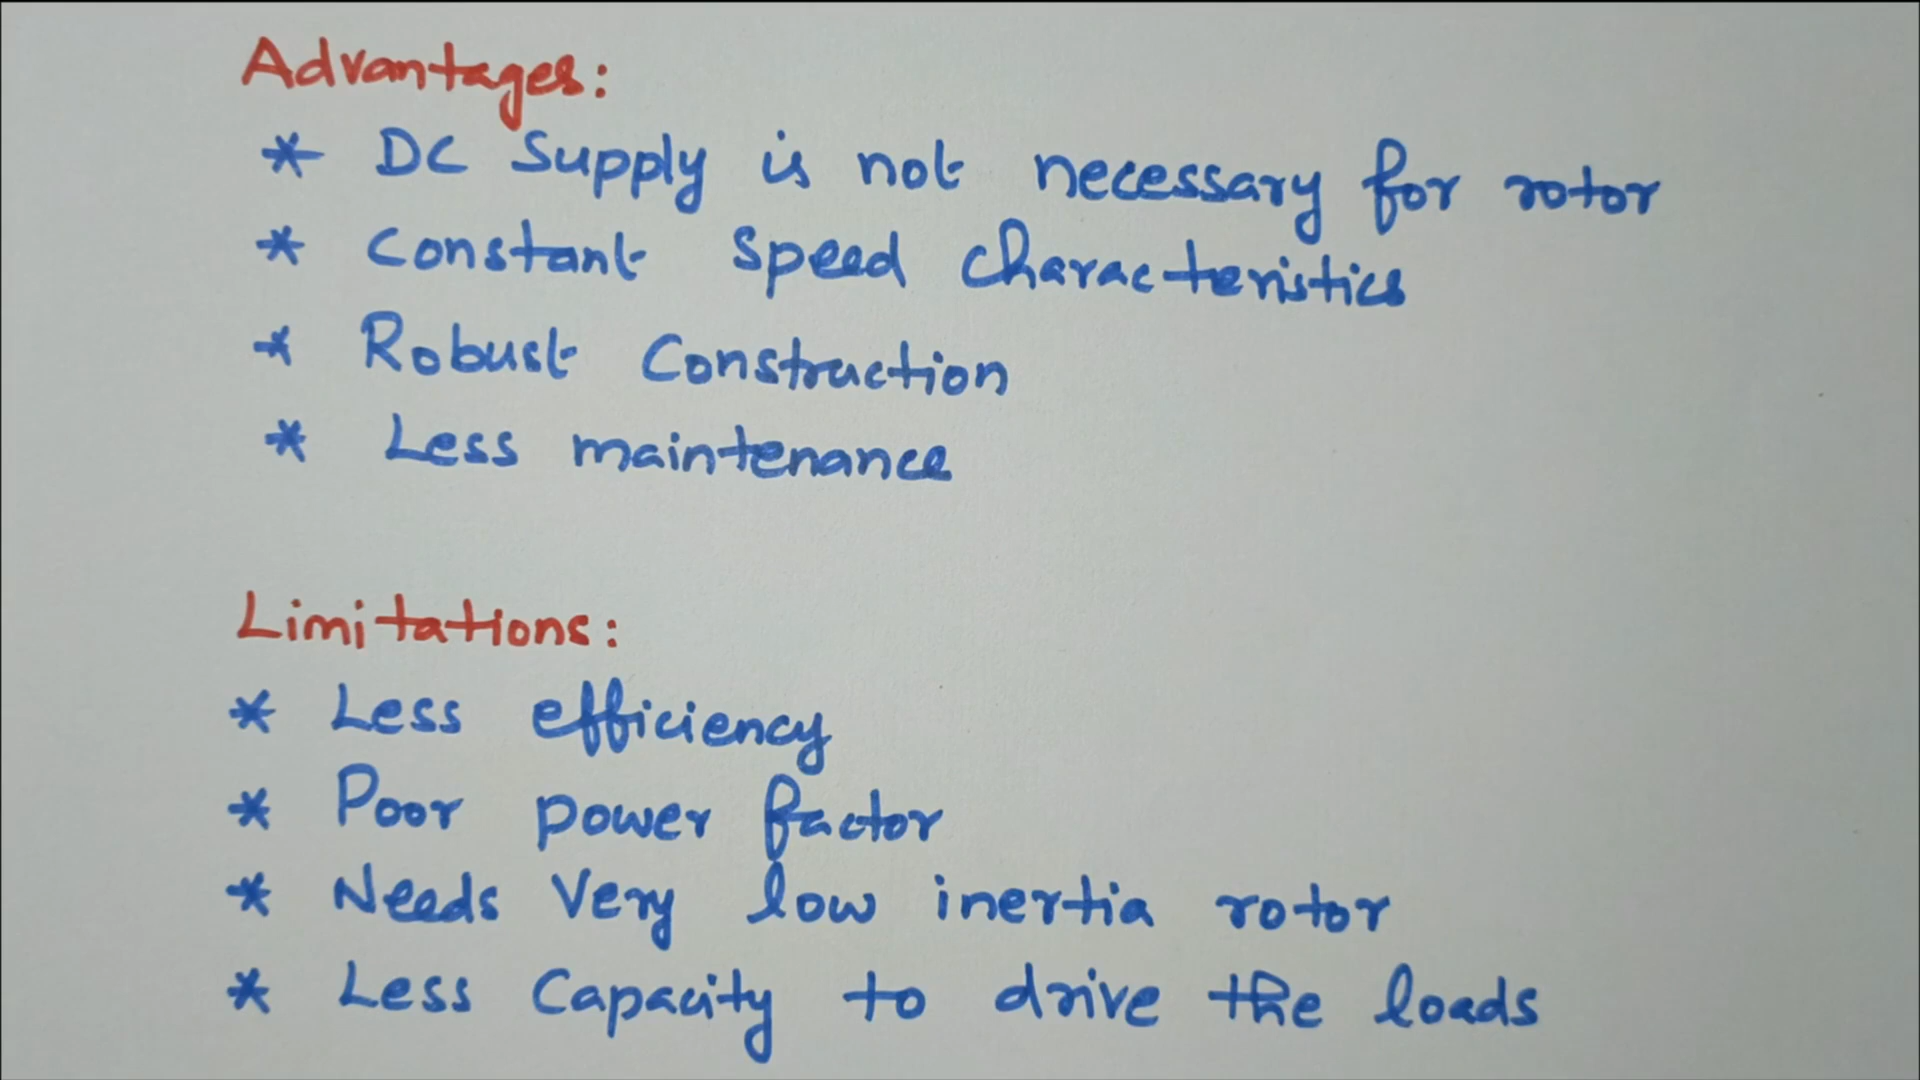 Advantages:
* DC Supply is not necessary for rotor
* Constant Speed characteristics
* Robust Construction
* Less maintenance
Limitations:
* Less efficiency
* Poor power factor
* Needs Very low inertia rotor
* Less Capacity to drive the loads